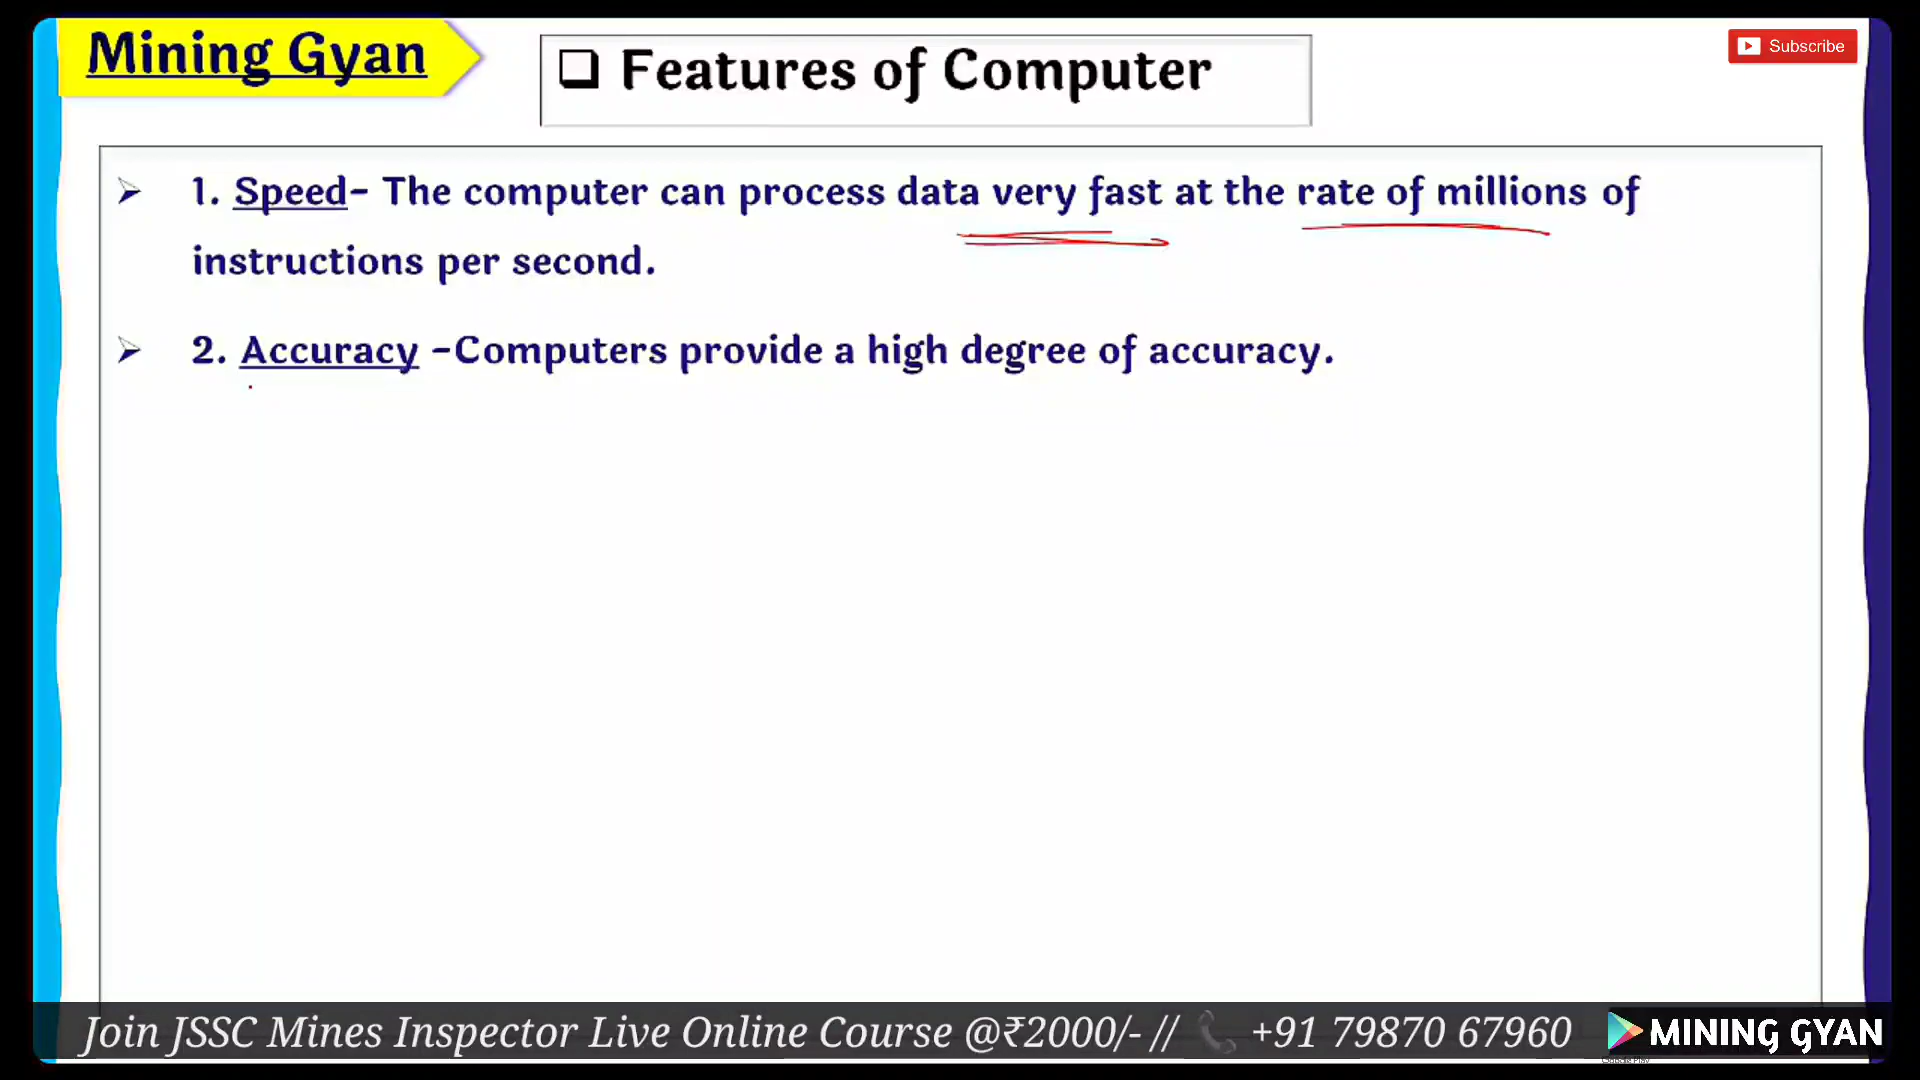 Mining Gyan
Features of Computer
Subscribe
1. Speed- The computer can process data very fast at the rate of millions of
instructions per second.
2. Accuracy -Computers provide a high degree of accuracy.
Join JSSC Mines Inspector Live Online Course @₹2000/- // 📞 +91 79870 67960
MINING GYAN
Google Play